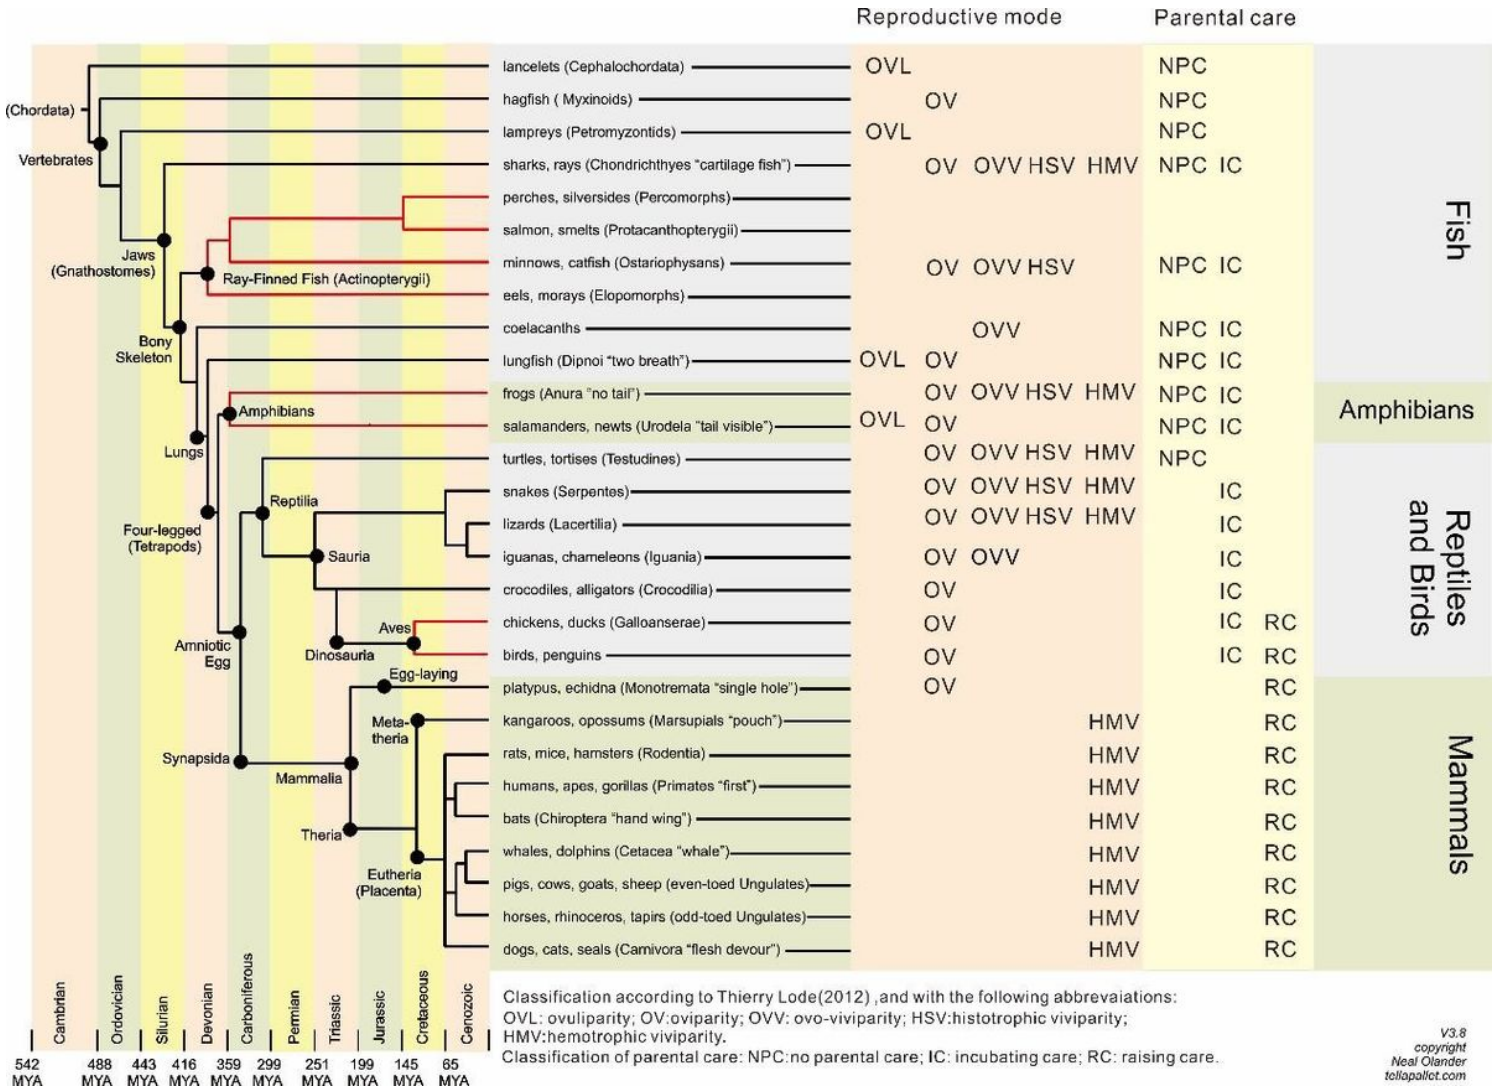 Reproductive mode Parental care
lancelets (Cephalochordata) OVL NPC
(Chordata)
hagfish ( Myxinoids) OV NPC
Vertebrates
lampreys (Petromyzontids) OVL NPC
sharks, rays (Chondrichthyes “cartilage fish”) OV OVV HSV HMV NPC IC
perches, silversides (Percomorphs)
Fish
salmon, smelts (Protacanthopterygii)
Jaws
(Gnathostomes)
minnows, catfish (Ostariophysans) OV OVV HSV NPC IC
Ray-Finned Fish (Actinopterygii)
eels, morays (Elopomorphs)
coelacanths OVV NPC IC
Bony
Skeleton
lungfish (Dipnoi “two breath”) OVL OV NPC IC
frogs (Anura “no tail”) OV OVV HSV HMV NPC IC
Amphibians
Amphibians
salamanders, newts (Urodela “tail visible”) OVL OV NPC IC
Lungs
turtles, tortises (Testudines) OV OVV HSV HMV NPC
snakes (Serpentes) OV OVV HSV HMV IC
Reptilia
lizards (Lacertilia) OV OVV HSV HMV IC
Reptiles
and Birds
Four-legged
(Tetrapods)
iguanas, chameleons (Iguania) OV OVV IC
Sauria
crocodiles, alligators (Crocodilia) OV IC
chickens, ducks (Galloanserae) OV IC RC
Aves
Amniotic
Egg
birds, penguins OV IC RC
Dinosauria
Egg-laying
platypus, echidna (Monotremata “single hole”) OV RC
kangaroos, opossums (Marsupials “pouch”) HMV RC
Meta-
theria
rats, mice, hamsters (Rodentia) HMV RC
Synapsida
Mammalia
humans, apes, gorillas (Primates “first”) HMV RC
Mammals
bats (Chiroptera “hand wing”) HMV RC
Theria
whales, dolphins (Cetacea “whale”) HMV RC
Eutheria
(Placenta)
pigs, cows, goats, sheep (even-toed Ungulates) HMV RC
horses, rhinoceros, tapirs (odd-toed Ungulates) HMV RC
dogs, cats, seals (Carnivora “flesh devour”) HMV RC
Cambrian
Ordovician
Silurian
Devonian
Carboniferous
Permian
Triassic
Jurassic
Cretaceous
Cenozoic
542 488 443 416 359 299 251 199 145 65
MYA MYA MYA MYA MYA MYA MYA MYA MYA MYA
Classification according to Thierry Lode(2012) ,and with the following abbrevaiations:
OVL: ovuliparity; OV:oviparity; OVV: ovo-viviparity; HSV:histotrophic viviparity;
HMV:hemotrophic viviparity.
Classification of parental care: NPC:no parental care; IC: incubating care; RC: raising care.
V3.8
copyright
Neal Olander
tellapallet.com